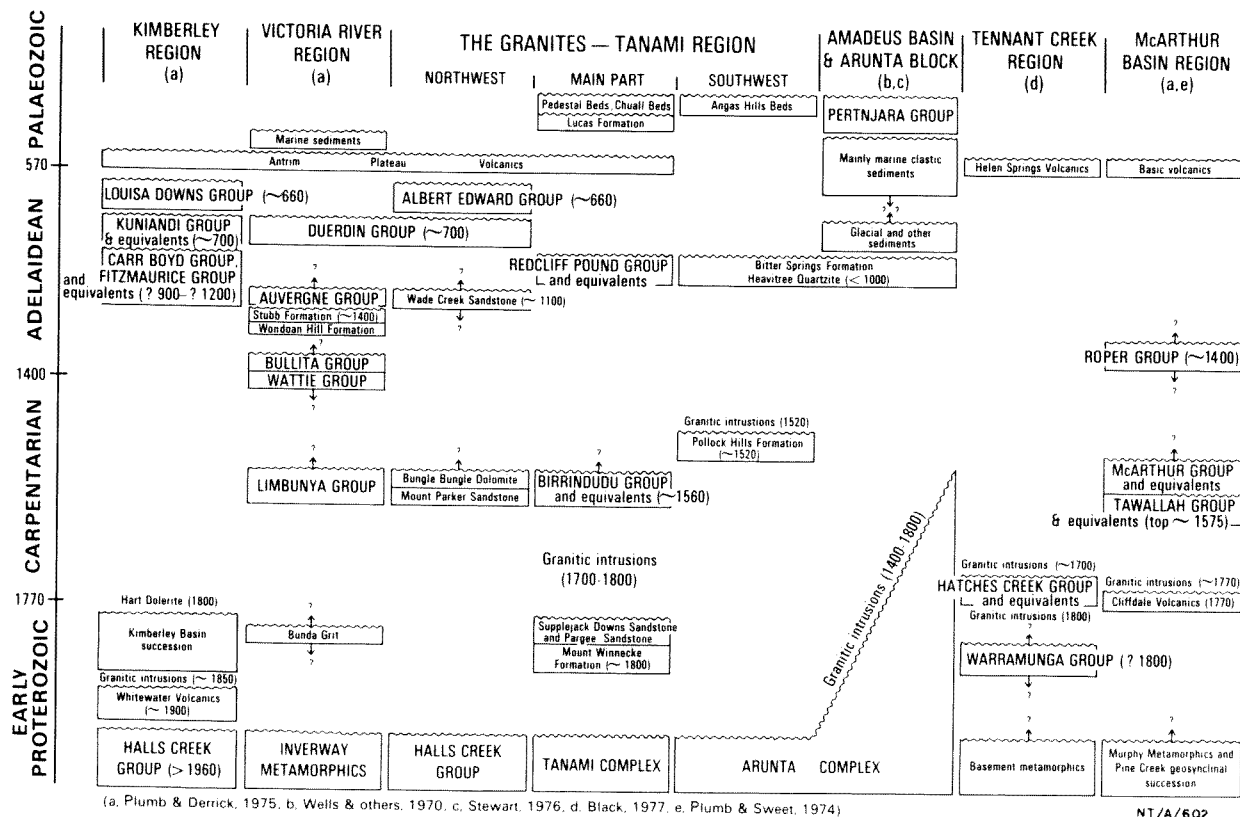 KIMBERLEY
REGION
(a)
VICTORIA RIVER
REGION
(a)
THE GRANITES — TANAMI REGION
NORTHWEST
MAIN PART
SOUTHWEST
AMADEUS BASIN
& ARUNTA BLOCK
(b,c)
TENNANT CREEK
REGION
(d)
McARTHUR
BASIN REGION
(a,e)
PALAEOZOIC
570
ADELAIDEAN
1400
CARPENTARIAN
1770
EARLY
PROTEROZOIC
Marine sediments
Antrim Plateau Volcanics
LOUISA DOWNS GROUP (~660)
KUNIANDI GROUP
& equivalents (~700)
CARR BOYD GROUP,
FITZMAURICE GROUP
and
equivalents (? 900-? 1200)
Hart Dolerite (1800)
Kimberley Basin
succession
Granitic intrusions (~ 1850)
Whitewater Volcanics
(~ 1900)
HALLS CREEK
GROUP (> 1960)
DUERDIN GROUP (~700)
?
AUVERGNE GROUP
Stubb Formation (~1400)
Wondoan Hill Formation
?
BULLITA GROUP
WATTIE GROUP
?
?
LIMBUNYA GROUP
?
Bunda Grit
?
INVERWAY
METAMORPHICS
ALBERT EDWARD GROUP (~660)
?
Wade Creek Sandstone (~ 1100)
?
?
Bungle Bungle Dolomite
Mount Parker Sandstone
HALLS CREEK
GROUP
Pedestal Beds, Chuall Beds
Lucas Formation
REDCLIFF POUND GROUP
and equivalents
?
BIRRINDUDU GROUP
and equivalents (~1560)
Granitic intrusions
(1700-1800)
Supplejack Downs Sandstone
and Pargee Sandstone
Mount Winnecke
Formation (~ 1800)
TANAMI COMPLEX
Angas Hills Beds
Bitter Springs Formation
Heavitree Quartzite (< 1000)
Granitic intrusions (1520)
Pollock Hills Formation
(~1520)
Granitic intrusions (1400-1800)
ARUNTA COMPLEX
PERTNJARA GROUP
Mainly marine clastic
sediments
? ?
Glacial and other
sediments
Helen Springs Volcanics
Granitic intrusions (~1700)
HATCHES CREEK GROUP
and equivalents
Granitic intrusions (1800)
?
WARRAMUNGA GROUP (? 1800)
?
?
Basement metamorphics
Basic volcanics
?
ROPER GROUP (~1400)
?
?
McARTHUR GROUP
and equivalents
TAWALLAH GROUP
& equivalents (top ~ 1575)
Granitic intrusions (~1770)
Cliffdale Volcanics (1770)
?
Murphy Metamorphics and
Pine Creek geosynclinal
succession
(a, Plumb & Derrick, 1975, b, Wells & others, 1970, c, Stewart, 1976, d, Black, 1977, e, Plumb & Sweet, 1974)
NT/A/602